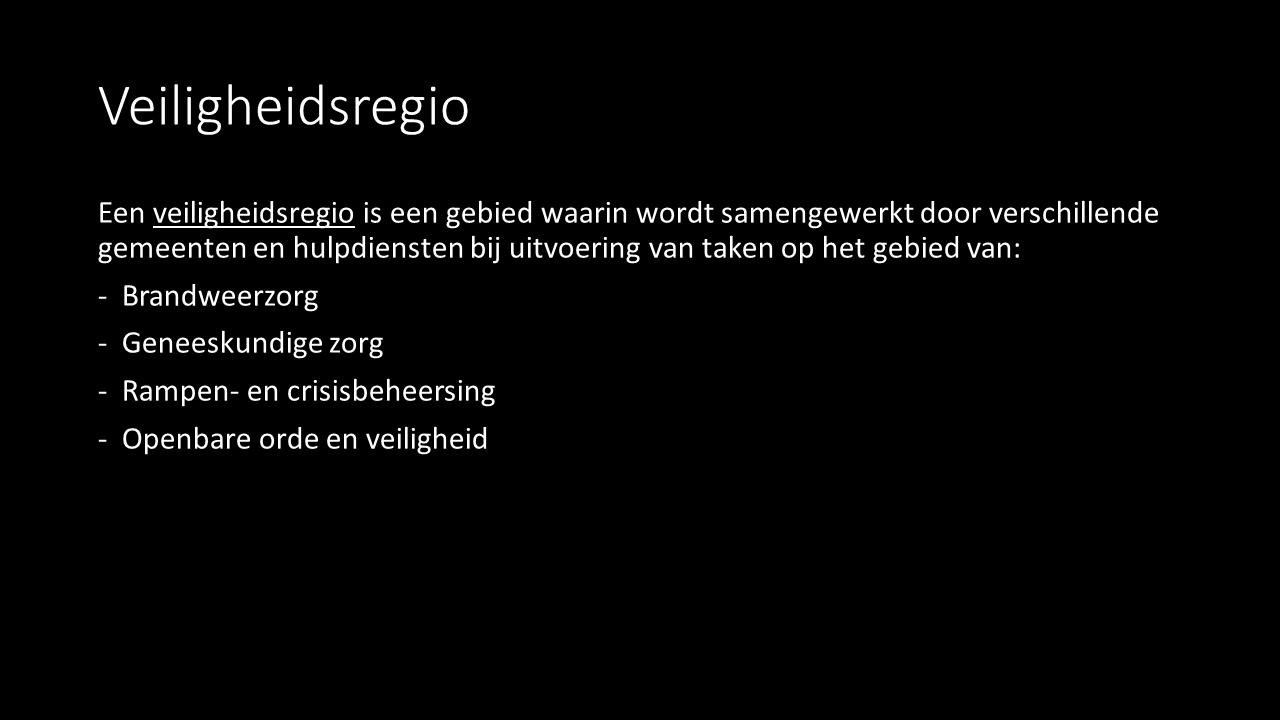 Veiligheidsregio
Een veiligheidsregio is een gebied waarin wordt samengewerkt door verschillende
gemeenten en hulpdiensten bij uitvoering van taken op het gebied van:
- Brandweerzorg
- Geneeskundige zorg
- Rampen- en crisisbeheersing
- Openbare orde en veiligheid